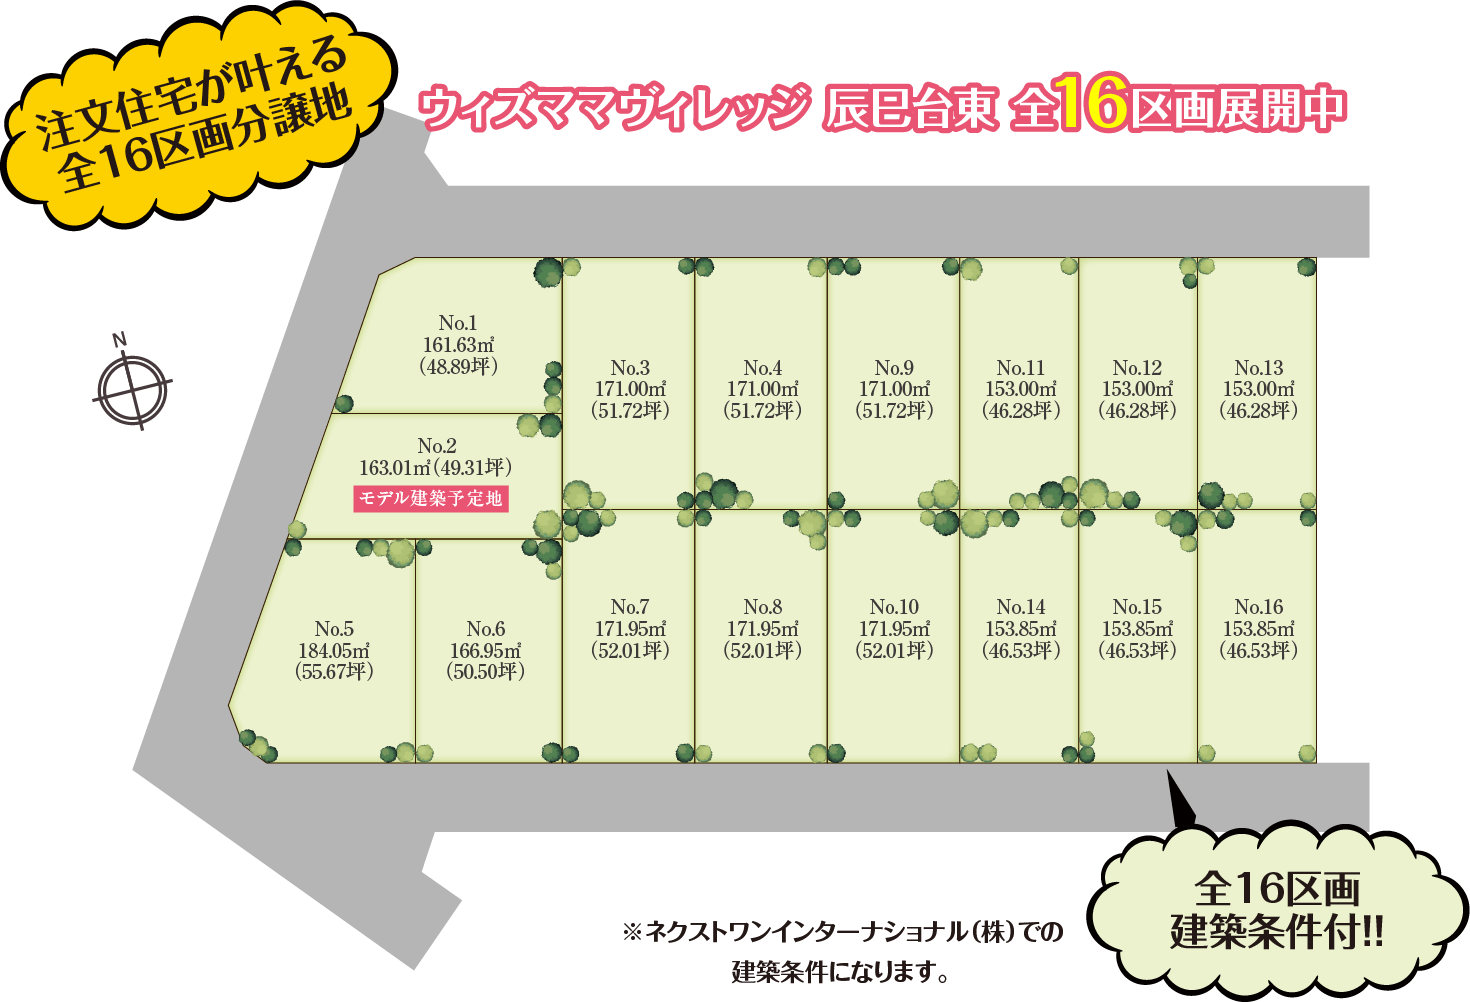 注文住宅が叶える
全16区画分譲地
ウィズママヴィレッジ 辰巳台東 全16区画展開中
N
No.1
161.63㎡
(48.89坪)
No.2
163.01㎡(49.31坪)
モデル建築予定地
No.3
171.00㎡
(51.72坪)
No.4
171.00㎡
(51.72坪)
No.9
171.00㎡
(51.72坪)
No.11
153.00㎡
(46.28坪)
No.12
153.00㎡
(46.28坪)
No.13
153.00㎡
(46.28坪)
No.5
184.05㎡
(55.67坪)
No.6
166.95㎡
(50.50坪)
No.7
171.95㎡
(52.01坪)
No.8
171.95㎡
(52.01坪)
No.10
171.95㎡
(52.01坪)
No.14
153.85㎡
(46.53坪)
No.15
153.85㎡
(46.53坪)
No.16
153.85㎡
(46.53坪)
全16区画
建築条件付!!
※ネクストワンインターナショナル(株)での
建築条件になります。